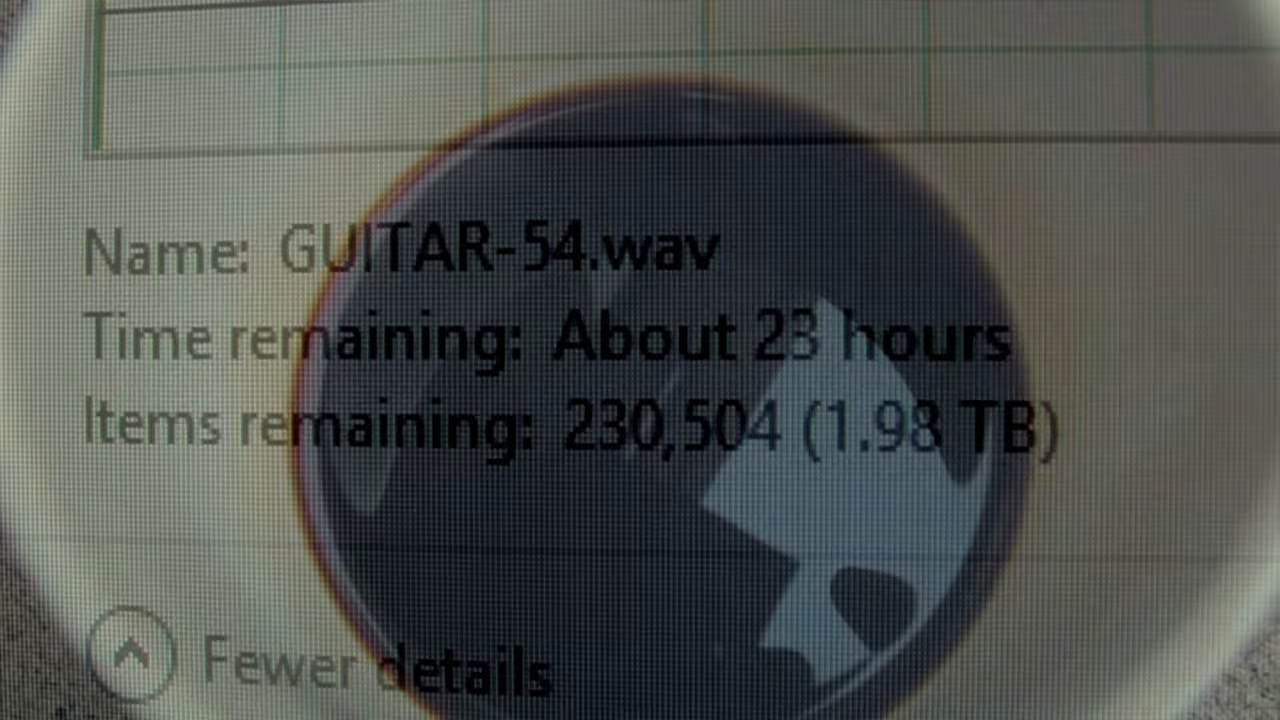 Name: GUITAR-54.wav
Time remaining: About 23 hours
Items remaining: 230,504 (1.98 TB)
Fewer details